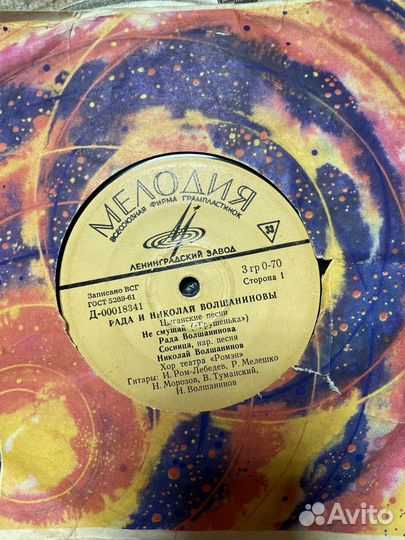 МЕЛОДИЯ
ВСЕСОЮЗНАЯ ФИРМА ГРАМПЛАСТИНОК
33
ЛЕНИНГРАДСКИЙ ЗАВОД
Записано ВСГ
ГОСТ 5289-61
Д-00018341
3 гр 0-70
Сторона 1
РАДА И НИКОЛАЙ ВОЛШАНИНОВЫ
Цыганские песни
Не смущай («Грушенька»)
Рада Волшанинова
Сосница, нар. песня
Николай Волшанинов
Хор театра «Ромэн»
Гитары: И. Ром-Лебедев, Р. Мелешко
Н. Морозов, В. Туманский,
Н. Волшанинов
Avito